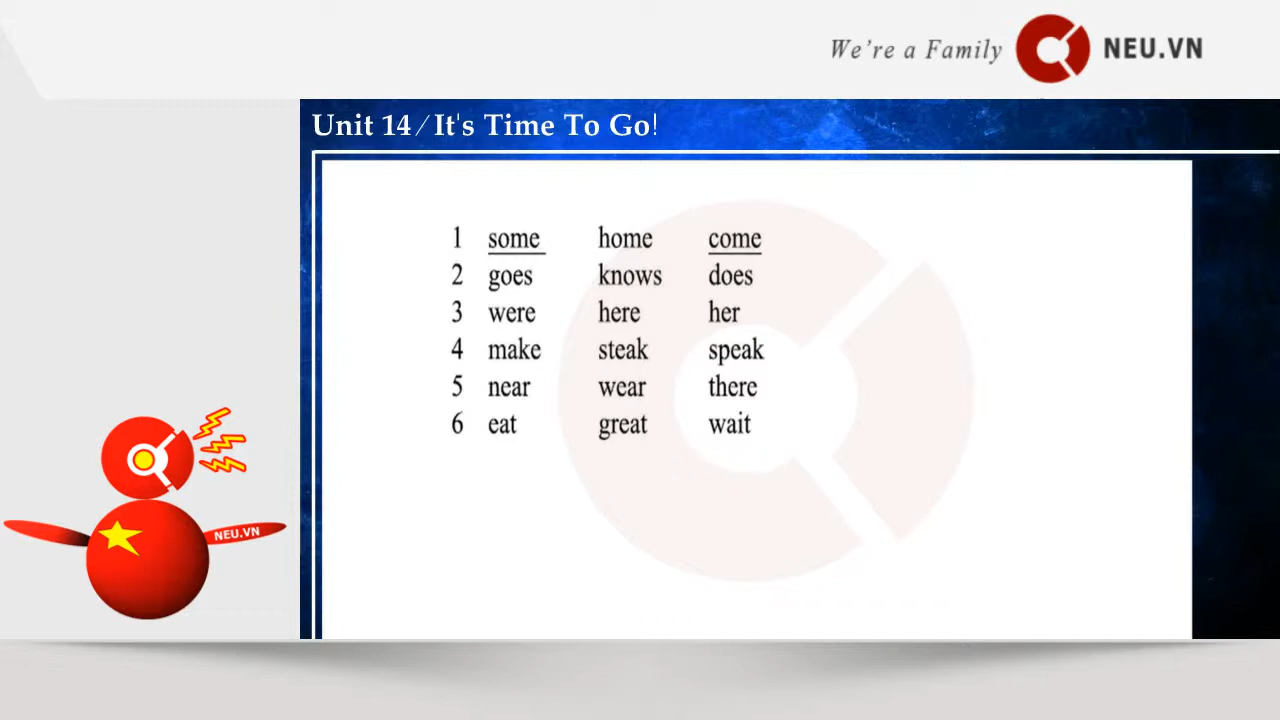 We're a Family NEU.VN
Unit 14 / It's Time To Go!
1 some home come
2 goes knows does
3 were here her
4 make steak speak
5 near wear there
6 eat great wait
NEU.VN